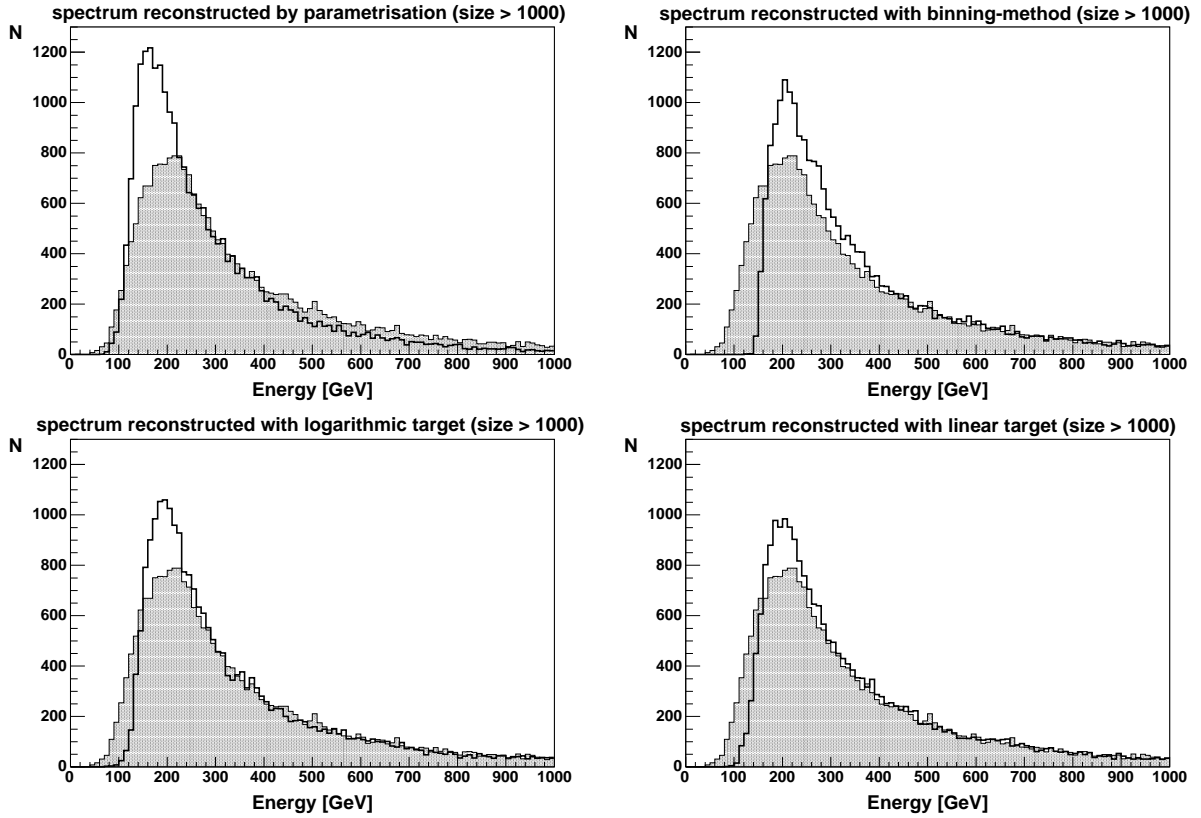 spectrum reconstructed by parametrisation (size > 1000)
N
1200
1000
800
600
400
200
0
0 100 200 300 400 500 600 700 800 900 1000
Energy [GeV]
spectrum reconstructed with binning-method (size > 1000)
N
1200
1000
800
600
400
200
0
0 100 200 300 400 500 600 700 800 900 1000
Energy [GeV]
spectrum reconstructed with logarithmic target (size > 1000)
N
1200
1000
800
600
400
200
0
0 100 200 300 400 500 600 700 800 900 1000
Energy [GeV]
spectrum reconstructed with linear target (size > 1000)
N
1200
1000
800
600
400
200
0
0 100 200 300 400 500 600 700 800 900 1000
Energy [GeV]